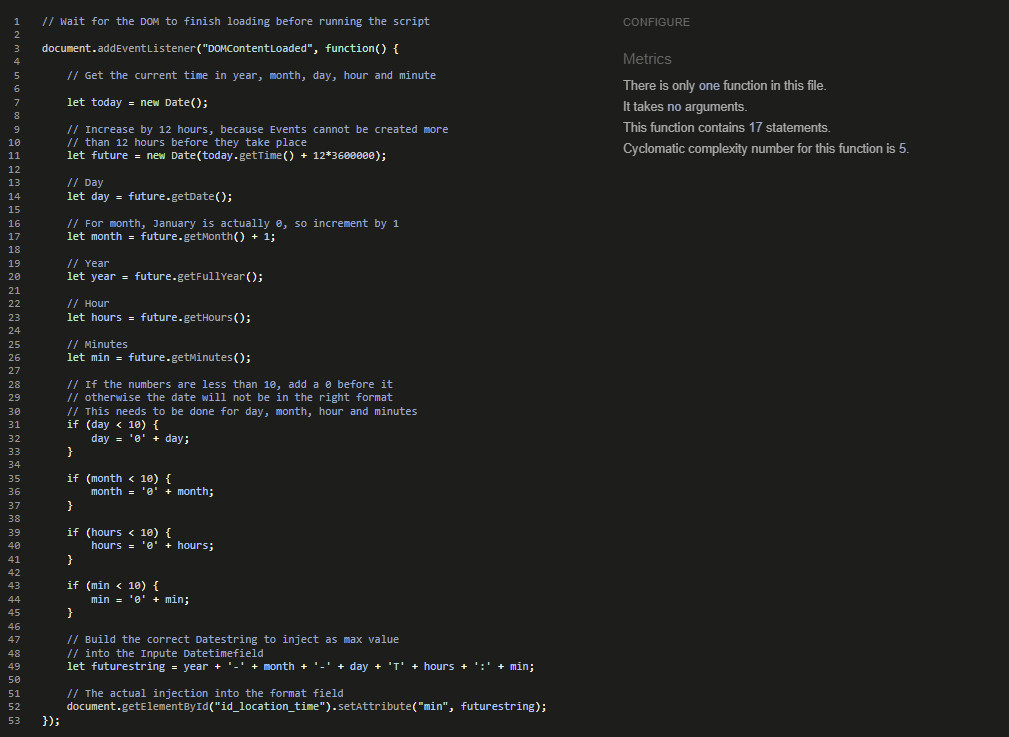 1 // Wait for the DOM to finish loading before running the script
2
3 document.addEventListener("DOMContentLoaded", function() {
4
5     // Get the current time in year, month, day, hour and minute
6
7     let today = new Date();
8
9     // Increase by 12 hours, because Events cannot be created more
10     // than 12 hours before they take place
11     let future = new Date(today.getTime() + 12*3600000);
12
13     // Day
14     let day = future.getDate();
15
16     // For month, January is actually 0, so increment by 1
17     let month = future.getMonth() + 1;
18
19     // Year
20     let year = future.getFullYear();
21
22     // Hour
23     let hours = future.getHours();
24
25     // Minutes
26     let min = future.getMinutes();
27
28     // If the numbers are less than 10, add a 0 before it
29     // otherwise the date will not be in the right format
30     // This needs to be done for day, month, hour and minutes
31     if (day < 10) {
32         day = '0' + day;
33     }
34
35     if (month < 10) {
36         month = '0' + month;
37     }
38
39     if (hours < 10) {
40         hours = '0' + hours;
41     }
42
43     if (min < 10) {
44         min = '0' + min;
45     }
46
47     // Build the correct Datestring to inject as max value
48     // into the Inpute Datetimefield
49     let futurestring = year + '-' + month + '-' + day + 'T' + hours + ':' + min;
50
51     // The actual injection into the format field
52     document.getElementById("id_location_time").setAttribute("min", futurestring);
53 });
CONFIGURE
Metrics
There is only one function in this file.
It takes no arguments.
This function contains 17 statements.
Cyclomatic complexity number for this function is 5.